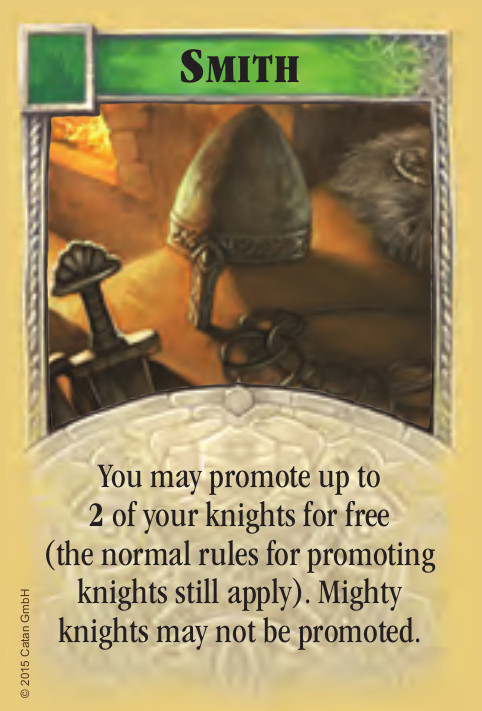 SMITH
You may promote up to
2 of your knights for free
(the normal rules for promoting
knights still apply). Mighty
knights may not be promoted.
© 2015 Catan GmbH